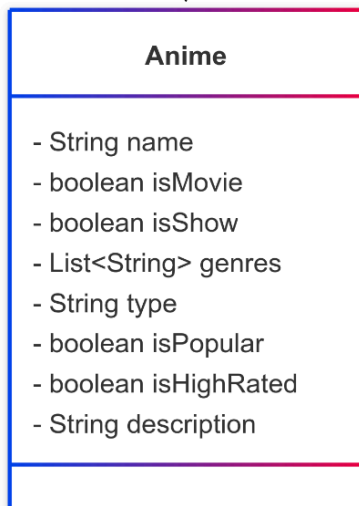 Anime
- String name
- boolean isMovie
- boolean isShow
- List<String> genres
- String type
- boolean isPopular
- boolean isHighRated
- String description